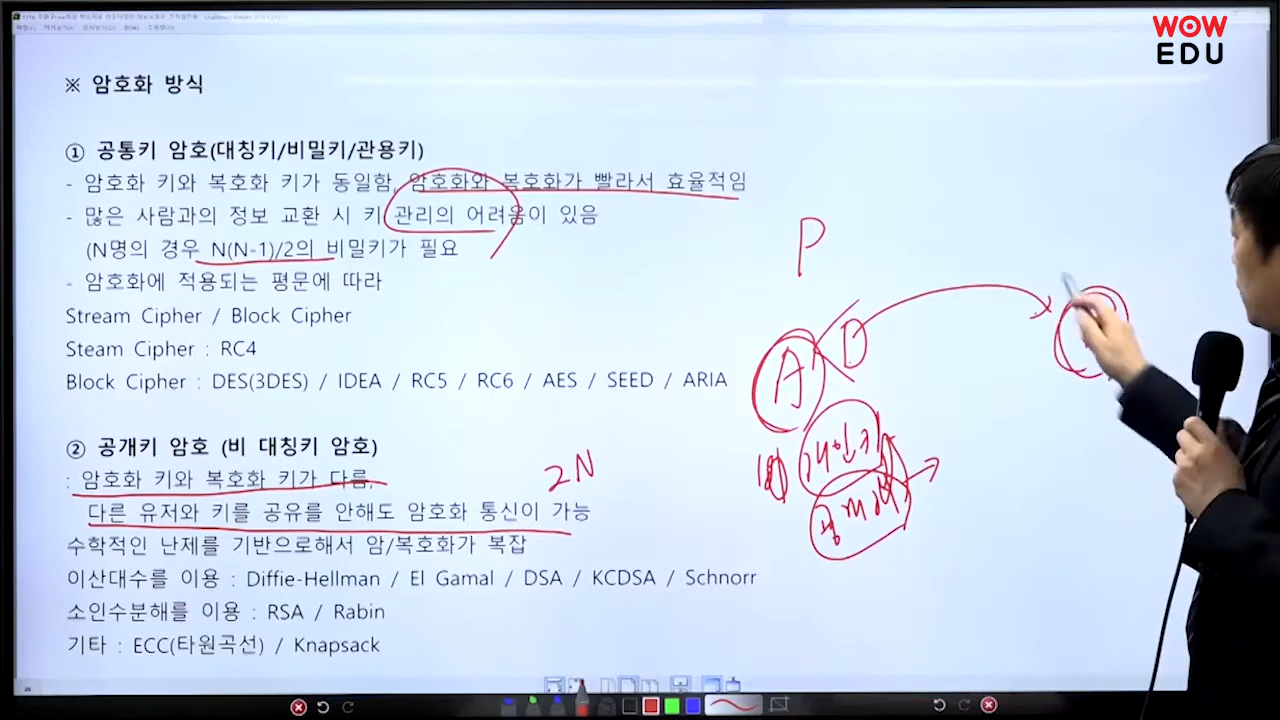 WOW
EDU
※ 암호화 방식
① 공통키 암호(대칭키/비밀키/관용키)
- 암호화 키와 복호화 키가 동일함, 암호화와 복호화가 빨라서 효율적임
- 많은 사람과의 정보 교환 시 키 관리의 어려움이 있음
(N명의 경우 N(N-1)/2의 비밀키가 필요
- 암호화에 적용되는 평문에 따라
Stream Cipher / Block Cipher
Steam Cipher : RC4
Block Cipher : DES(3DES) / IDEA / RC5 / RC6 / AES / SEED / ARIA
② 공개키 암호 (비 대칭키 암호)
: 암호화 키와 복호화 키가 다름,
다른 유저와 키를 공유를 안해도 암호화 통신이 가능
수학적인 난제를 기반으로해서 암/복호화가 복잡
이산대수를 이용 : Diffie-Hellman / El Gamal / DSA / KCDSA / Schnorr
소인수분해를 이용 : RSA / Rabin
기타 : ECC(타원곡선) / Knapsack
2N
P
A
개인키